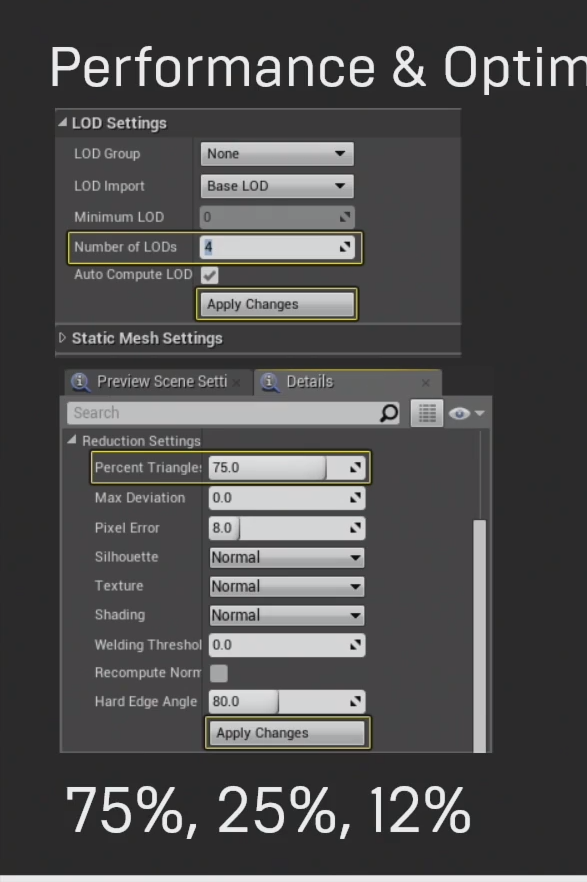 Performance & Optim
LOD Settings
LOD Group None
LOD Import Base LOD
Minimum LOD 0
Number of LODs 4
Auto Compute LOD
Apply Changes
Static Mesh Settings
Preview Scene Setti Details
Search
Reduction Settings
Percent Triangle 75.0
Max Deviation 0.0
Pixel Error 8.0
Silhouette Normal
Texture Normal
Shading Normal
Welding Threshol 0.0
Recompute Norm
Hard Edge Angle 80.0
Apply Changes
75%, 25%, 12%